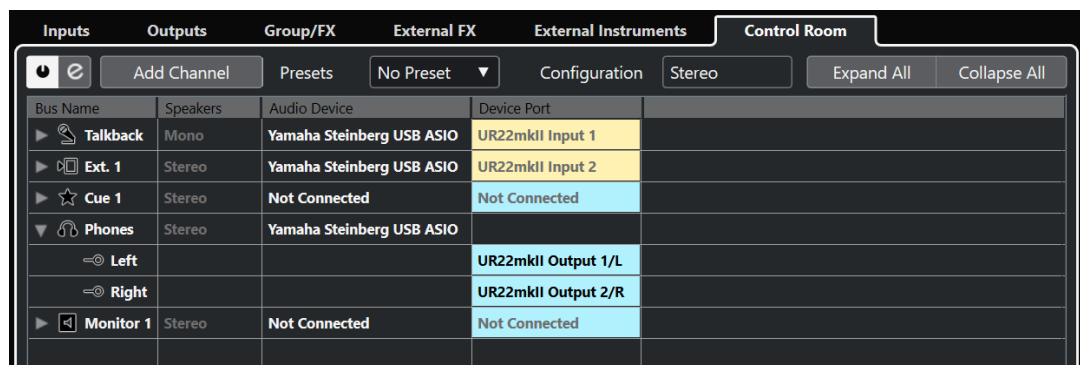 Inputs Outputs Group/FX External FX External Instruments Control Room
Add Channel Presets No Preset Configuration Stereo Expand All Collapse All
Bus Name Speakers Audio Device Device Port
Talkback Mono Yamaha Steinberg USB ASIO UR22mkII Input 1
Ext. 1 Stereo Yamaha Steinberg USB ASIO UR22mkII Input 2
Cue 1 Stereo Not Connected Not Connected
Phones Stereo Yamaha Steinberg USB ASIO
Left UR22mkII Output 1/L
Right UR22mkII Output 2/R
Monitor 1 Stereo Not Connected Not Connected